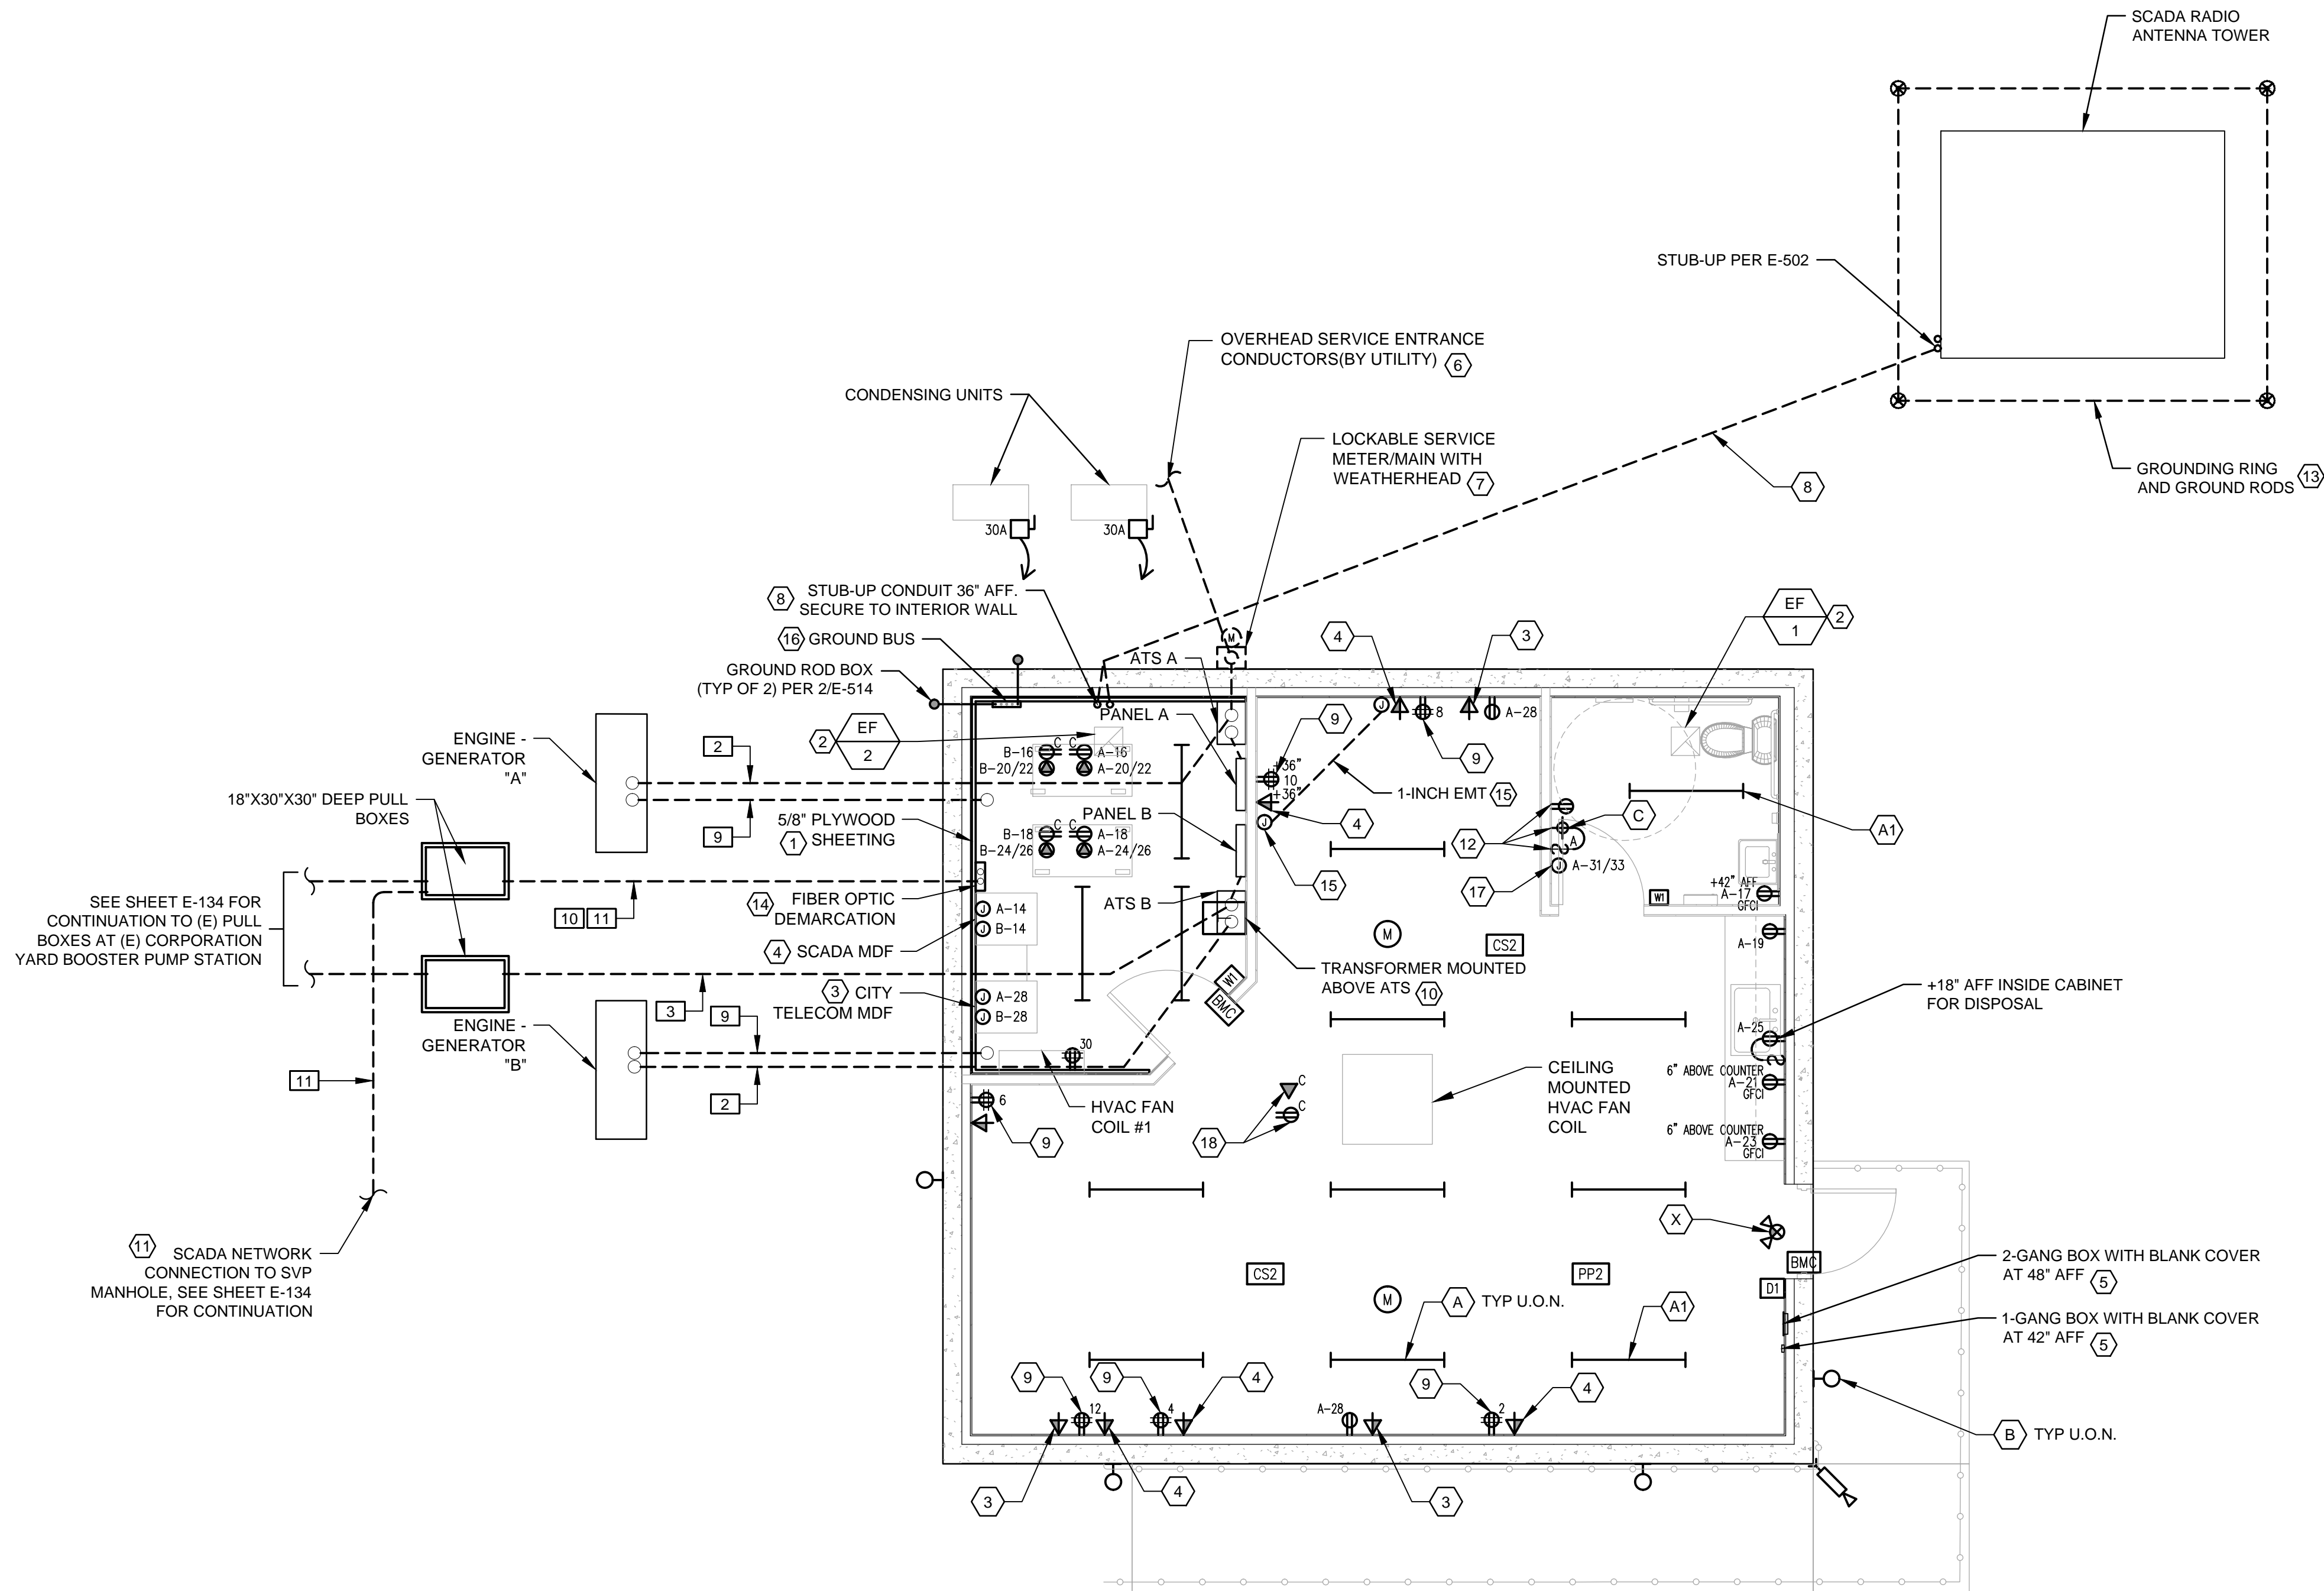 SCADA RADIO
ANTENNA TOWER
STUB-UP PER E-502
OVERHEAD SERVICE ENTRANCE
CONDUCTORS(BY UTILITY) 6
CONDENSING UNITS
LOCKABLE SERVICE
METER/MAIN WITH
WEATHERHEAD 7
GROUNDING RING
AND GROUND RODS 13
8
30A
30A
8 STUB-UP CONDUIT 36" AFF.
SECURE TO INTERIOR WALL
16 GROUND BUS
GROUND ROD BOX
(TYP OF 2) PER 2/E-514
M
ATS A
4
3
EF
1
2
PANEL A
J
8
A-28
9
9
2
EF
2
ENGINE -
GENERATOR
"A"
2
9
B-16
C
C
A-16
B-20/22
A-20/22
+36"
10
+36"
J
4
1-INCH EMT 15
15
18"X30"X30" DEEP PULL
BOXES
5/8" PLYWOOD
1 SHEETING
PANEL B
B-18
C
C
A-18
B-24/26
A-24/26
12
C
A
J
A-31/33
17
A1
SEE SHEET E-134 FOR
CONTINUATION TO (E) PULL
BOXES AT (E) CORPORATION
YARD BOOSTER PUMP STATION
10
11
14 FIBER OPTIC
DEMARCATION
J
A-14
J
B-14
4 SCADA MDF
ATS B
+42" AFF
A-17
GFCI
W1
A-19
M
CS2
TRANSFORMER MOUNTED
ABOVE ATS 10
W1
BMC
3 CITY
TELECOM MDF
J
A-28
J
B-28
3
9
+18" AFF INSIDE CABINET
FOR DISPOSAL
A-25
ENGINE -
GENERATOR
"B"
2
30
6" ABOVE COUNTER
A-21
GFCI
11
HVAC FAN
COIL #1
6
9
C
C
18
CEILING
MOUNTED
HVAC FAN
COIL
6" ABOVE COUNTER
A-23
GFCI
X
11 SCADA NETWORK
CONNECTION TO SVP
MANHOLE, SEE SHEET E-134
FOR CONTINUATION
CS2
PP2
BMC
D1
2-GANG BOX WITH BLANK COVER
AT 48" AFF 5
M
A TYP U.O.N.
A1
1-GANG BOX WITH BLANK COVER
AT 42" AFF 5
9
9
4
9
4
12
4
A-28
2
B TYP U.O.N.
3
4
3